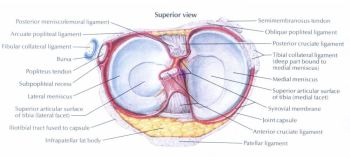 Superior view
Posterior meniscofemoral ligament
Arcuate popliteal ligament
Fibular collateral ligament
Bursa
Popliteus tendon
Subpopliteal recess
Lateral meniscus
Superior articular surface
of tibia (lateral facet)
Iliotibial tract fused to capsule
Infrapatellar fat body
Semimembranosus tendon
Oblique popliteal ligament
Posterior cruciate ligament
Tibial collateral ligament
(deep part bound to
medial meniscus)
Medial meniscus
Superior articular surface
of tibia (medial facet)
Synovial membrane
Joint capsule
Anterior cruciate ligament
Patellar ligament